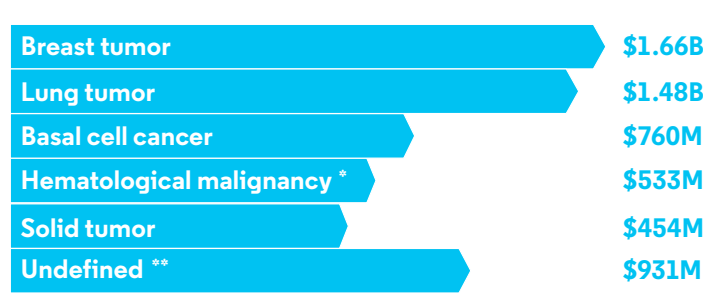 Breast tumor $1.66B
Lung tumor $1.48B
Basal cell cancer $760M
Hematological malignancy * $533M
Solid tumor $454M
Undefined ** $931M